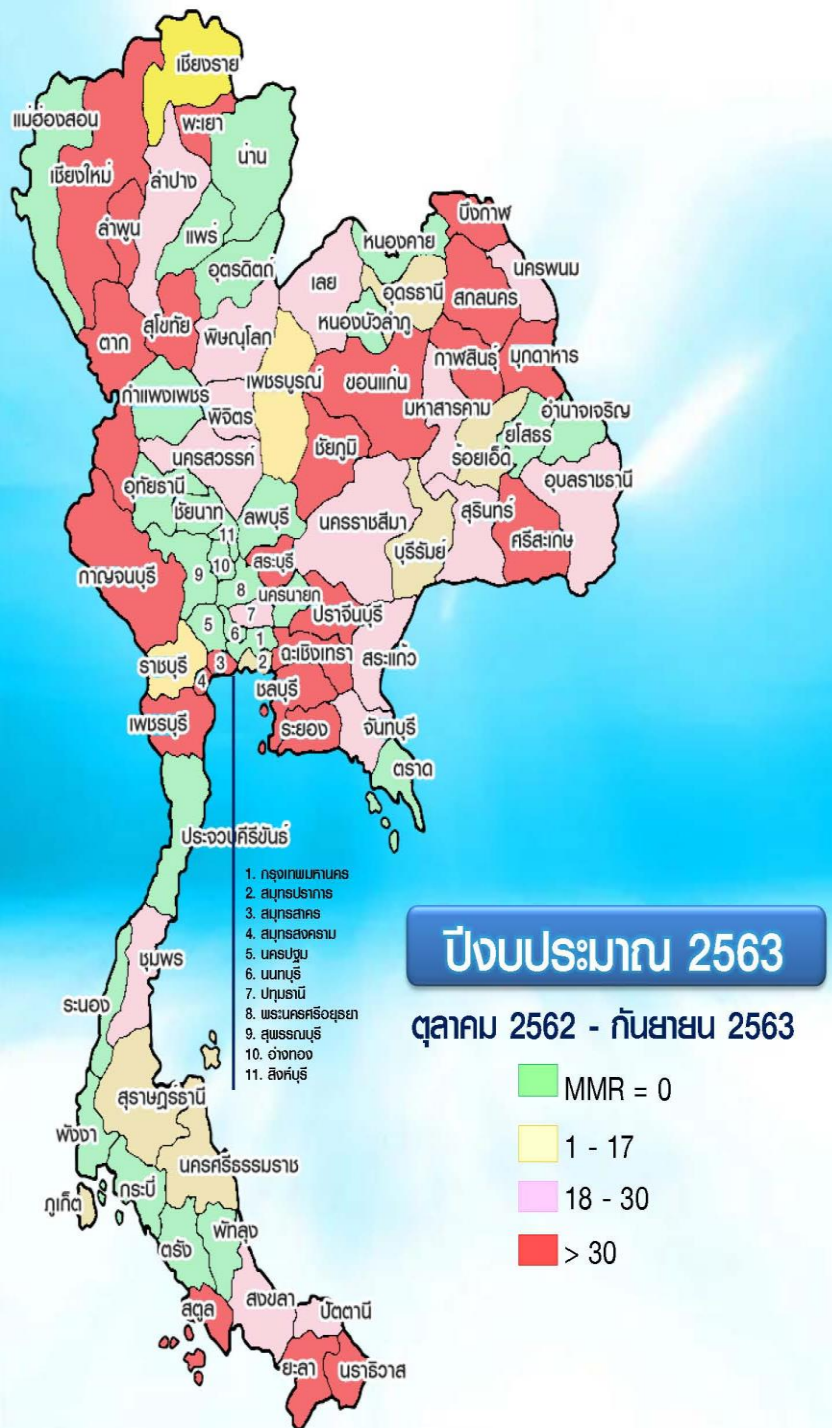 เชียงราย
แม่ฮ่องสอน
พะเยา
น่าน
เชียงใหม่
ลำปาง
ลำพูน
แพร่
บึงกาฬ
หนองคาย
อุตรดิตถ์
นครพนม
เลย
อุดรธานี
สกลนคร
สุโขทัย
หนองบัวลำภู
ตาก
พิษณุโลก
กาฬสินธุ์
มุกดาหาร
เพชรบูรณ์
ขอนแก่น
กำแพงเพชร
พิจิตร
มหาสารคาม
อำนาจเจริญ
ยโสธร
ชัยภูมิ
ร้อยเอ็ด
นครสวรรค์
อุบลราชธานี
อุทัยธานี
ชัยนาท
ลพบุรี
นครราชสีมา
สุรินทร์
11
บุรีรัมย์
ศรีสะเกษ
10
สระบุรี
กาญจนบุรี
9
8
นครนายก
7
ปราจีนบุรี
5
6
1
ฉะเชิงเทรา
สระแก้ว
ราชบุรี
3
2
4
ชลบุรี
เพชรบุรี
ระยอง
จันทบุรี
ตราด
ประจวบคีรีขันธ์
1. กรุงเทพมหานคร
2. สมุทรปราการ
3. สมุทรสาคร
4. สมุทรสงคราม
5. นครปฐม
6. นนทบุรี
7. ปทุมธานี
8. พระนครศรีอยุธยา
9. สุพรรณบุรี
10. อ่างทอง
11. สิงห์บุรี
ชุมพร
ระนอง
สุราษฎร์ธานี
พังงา
นครศรีธรรมราช
กระบี่
ภูเก็ต
พัทลุง
ตรัง
สงขลา
สตูล
ปัตตานี
ยะลา
นราธิวาส
ปีงบประมาณ 2563
ตุลาคม 2562 - กันยายน 2563
MMR = 0
1 - 17
18 - 30
> 30